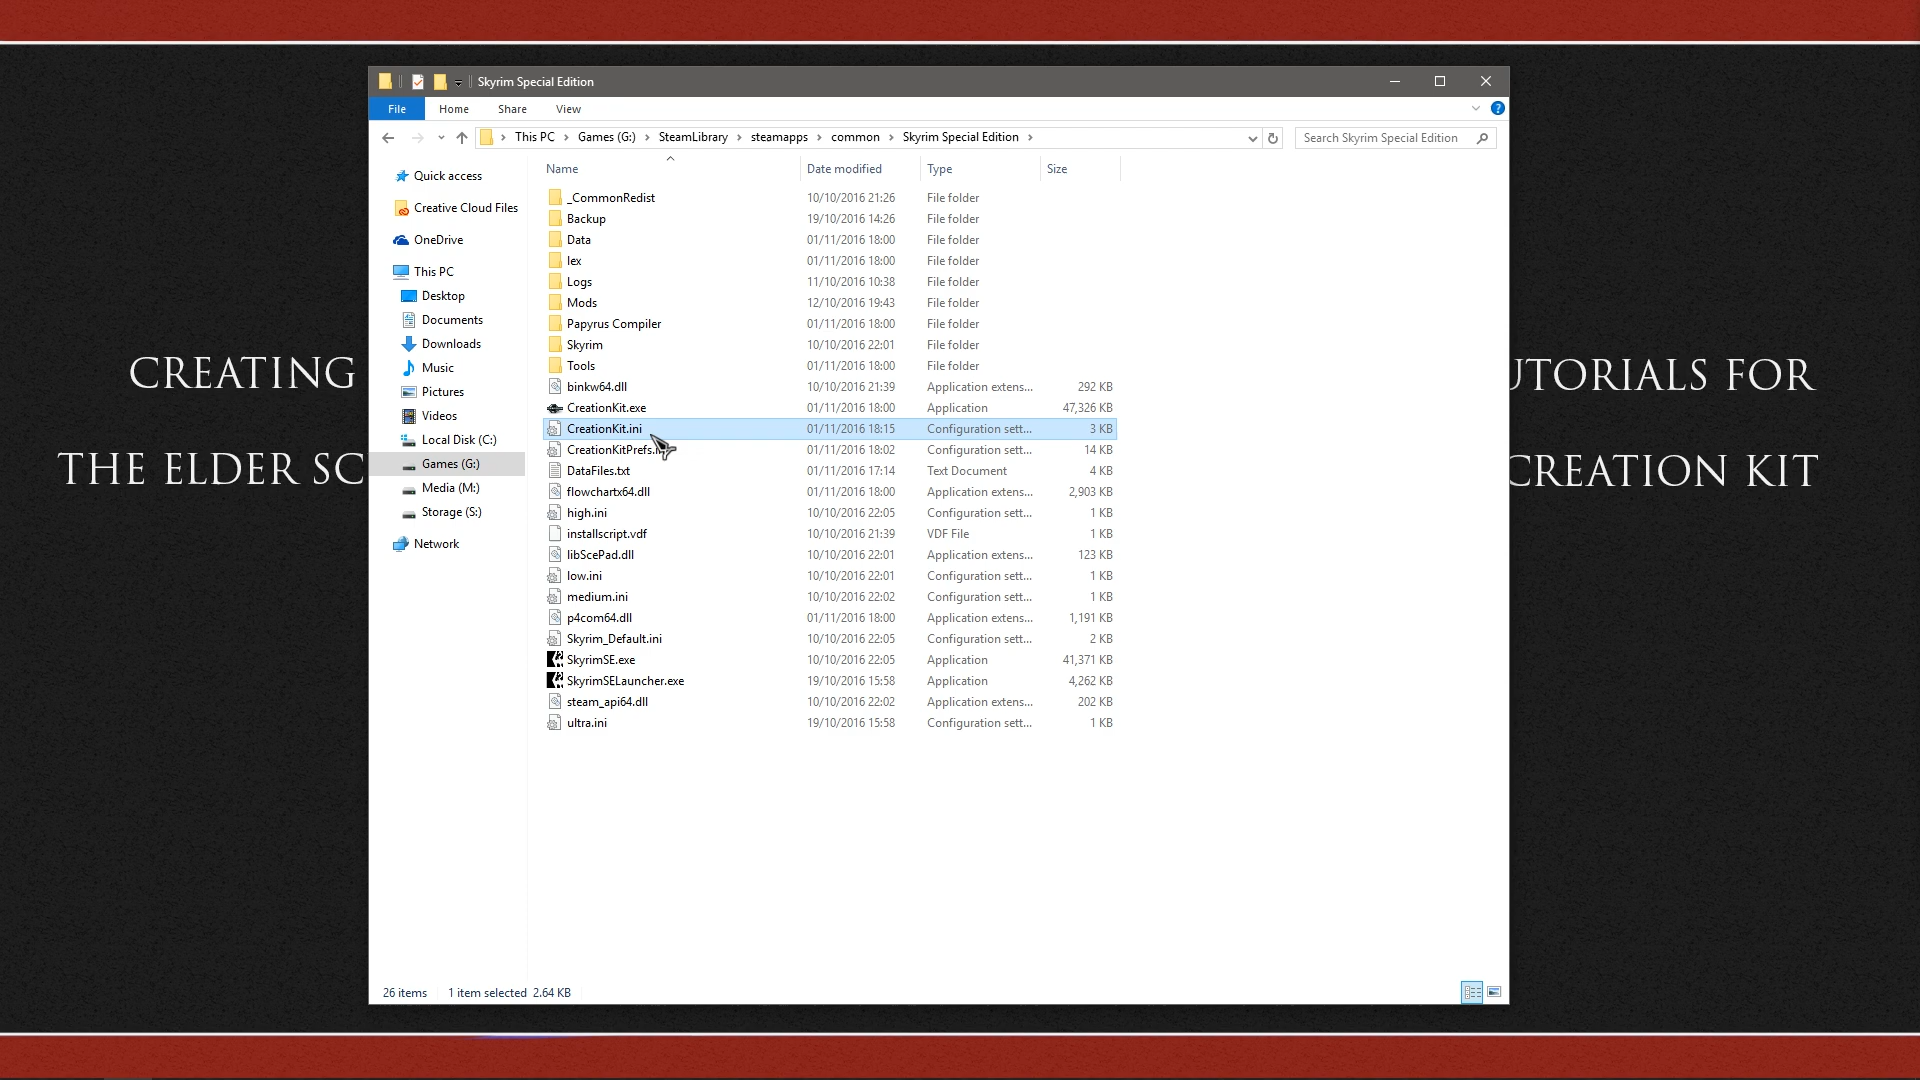 Skyrim Special Edition
File Home Share View
This PC Games (G:) SteamLibrary steamapps common Skyrim Special Edition
Search Skyrim Special Edition
Name Date modified Type Size
Quick access
Creative Cloud Files
OneDrive
This PC
Desktop
Documents
Downloads
Music
Pictures
Videos
Local Disk (C:)
Games (G:)
Media (M:)
Storage (S:)
Network
_CommonRedist 10/10/2016 21:26 File folder
Backup 19/10/2016 14:26 File folder
Data 01/11/2016 18:00 File folder
lex 01/11/2016 18:00 File folder
Logs 11/10/2016 10:38 File folder
Mods 12/10/2016 19:43 File folder
Papyrus Compiler 01/11/2016 18:00 File folder
Skyrim 10/10/2016 22:01 File folder
Tools 01/11/2016 18:00 File folder
binkw64.dll 10/10/2016 21:39 Application extens... 292 KB
CreationKit.exe 01/11/2016 18:00 Application 47,326 KB
CreationKit.ini 01/11/2016 18:15 Configuration sett... 3 KB
CreationKitPrefs. 01/11/2016 18:02 Configuration sett... 14 KB
DataFiles.txt 01/11/2016 17:14 Text Document 4 KB
flowchartx64.dll 01/11/2016 18:00 Application extens... 2,903 KB
high.ini 10/10/2016 22:05 Configuration sett... 1 KB
installscript.vdf 10/10/2016 21:39 VDF File 1 KB
libScePad.dll 10/10/2016 22:01 Application extens... 123 KB
low.ini 10/10/2016 22:01 Configuration sett... 1 KB
medium.ini 10/10/2016 22:02 Configuration sett... 1 KB
p4com64.dll 01/11/2016 18:00 Application extens... 1,191 KB
Skyrim_Default.ini 10/10/2016 22:05 Configuration sett... 2 KB
SkyrimSE.exe 10/10/2016 22:05 Application 41,371 KB
SkyrimSELauncher.exe 19/10/2016 15:58 Application 4,262 KB
steam_api64.dll 10/10/2016 22:02 Application extens... 202 KB
ultra.ini 19/10/2016 15:58 Configuration sett... 1 KB
26 items 1 item selected 2.64 KB
CREATING UTORIALS FOR
THE ELDER SC CREATION KIT